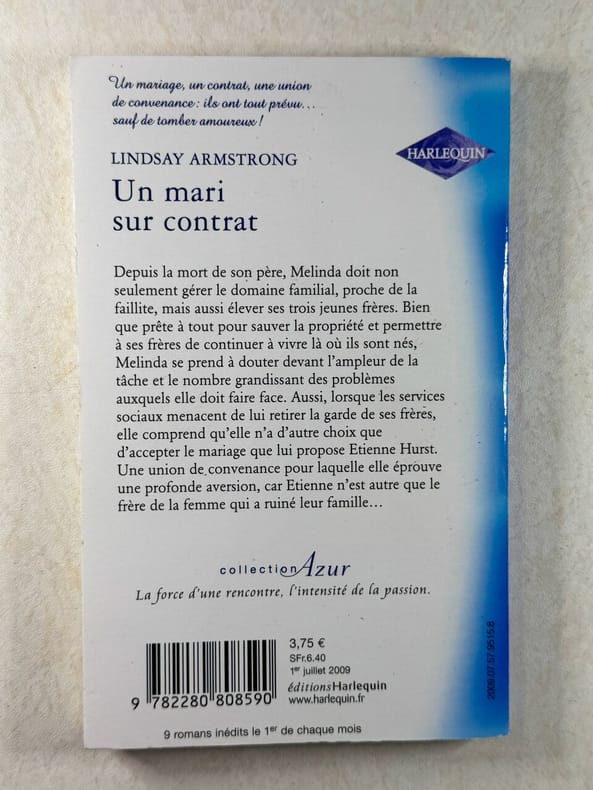 Un mariage, un contrat, une union
de convenance : ils ont tout prévu...
sauf de tomber amoureux !
HARLEQUIN
LINDSAY ARMSTRONG
Un mari
sur contrat
Depuis la mort de son père, Melinda doit non
seulement gérer le domaine familial, proche de la
faillite, mais aussi élever ses trois jeunes frères. Bien
que prête à tout pour sauver la propriété et permettre
à ses frères de continuer à vivre là où ils sont nés,
Melinda se prend à douter devant l'ampleur de la
tâche et le nombre grandissant des problèmes
auxquels elle doit faire face. Aussi, lorsque les services
sociaux menacent de lui retirer la garde de ses frères,
elle comprend qu'elle n'a d'autre choix que
d'accepter le mariage que lui propose Etienne Hurst.
Une union de convenance pour laquelle elle éprouve
une profonde aversion, car Etienne n'est autre que le
frère de la femme qui a ruiné leur famille...
collection Azur
La force d'une rencontre, l'intensité de la passion.
3,75 €
SFr.6.40
1er juillet 2009
éditionsHarlequin
www.harlequin.fr
9 782280 808590
9 romans inédits le 1er de chaque mois
2009.07.57.9515.8